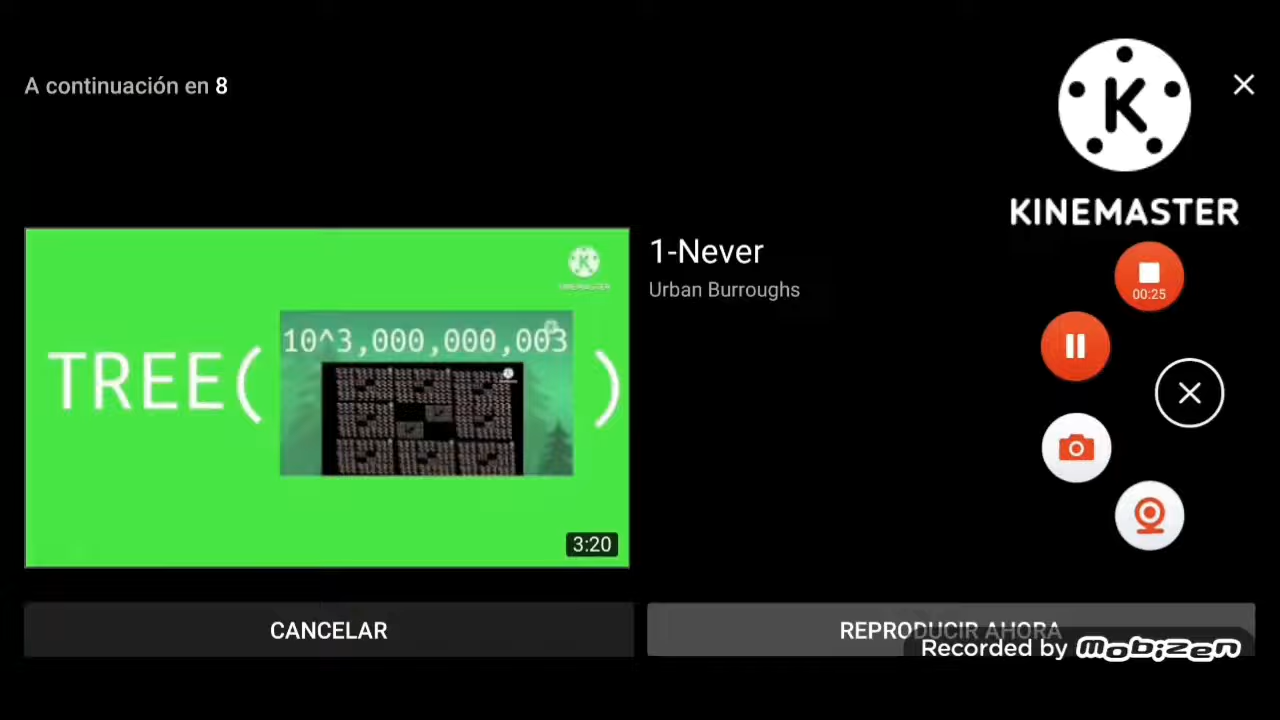 A continuación en 8
K
KINEMASTER
1-Never
Urban Burroughs
00:25
K
KINEMASTER
TREE(
10^3,000,000,003
)
3:20
CANCELAR
REPRODUCIR AHORA
Recorded by mobizen